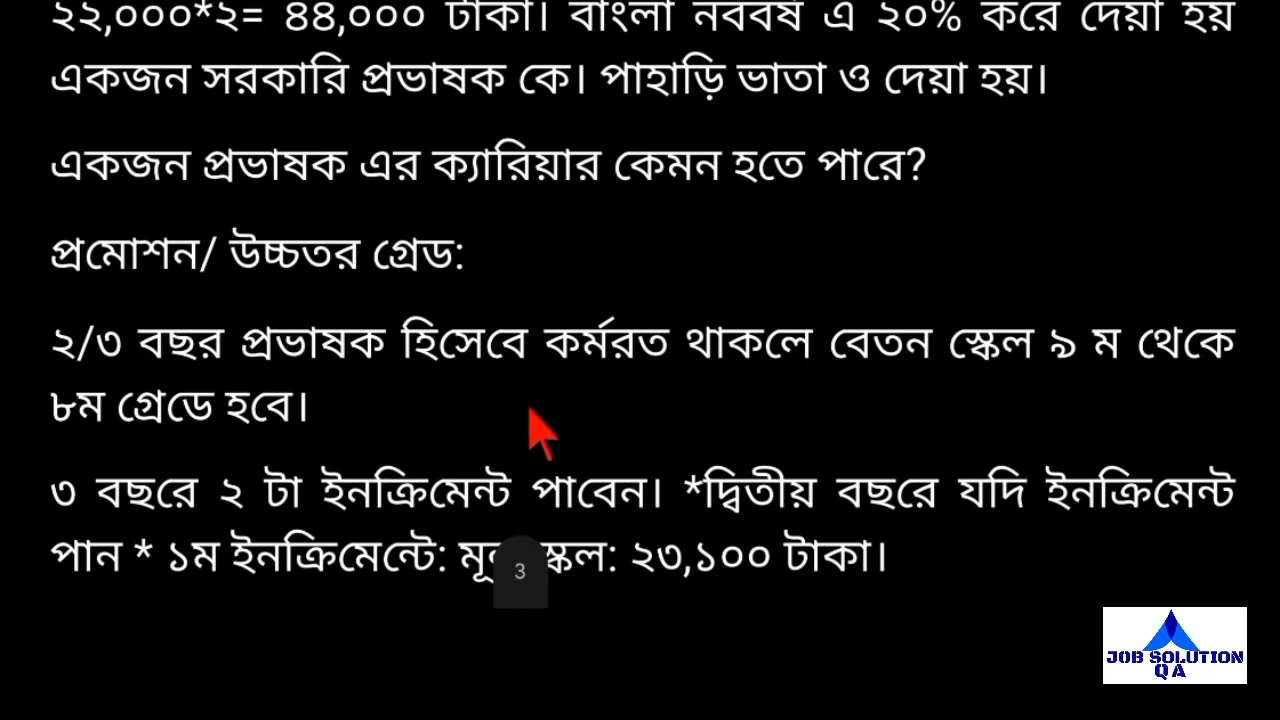 ২২,০০০*২= ৪৪,০০০ টাকা। বাংলা নববর্ষ এ ২০% করে দেয়া হয়
একজন সরকারি প্রভাষক কে। পাহাড়ি ভাতা ও দেয়া হয়।
একজন প্রভাষক এর ক্যারিয়ার কেমন হতে পারে?
প্রমোশন/ উচ্চতর গ্রেড:
২/৩ বছর প্রভাষক হিসেবে কর্মরত থাকলে বেতন স্কেল ৯ ম থেকে
৮ম গ্রেডে হবে।
৩ বছরে ২ টা ইনক্রিমেন্ট পাবেন। *দ্বিতীয় বছরে যদি ইনক্রিমেন্ট
পান * ১ম ইনক্রিমেন্টে: ২৩,১০০ টাকা।
3
JOB SOLUTION
QA